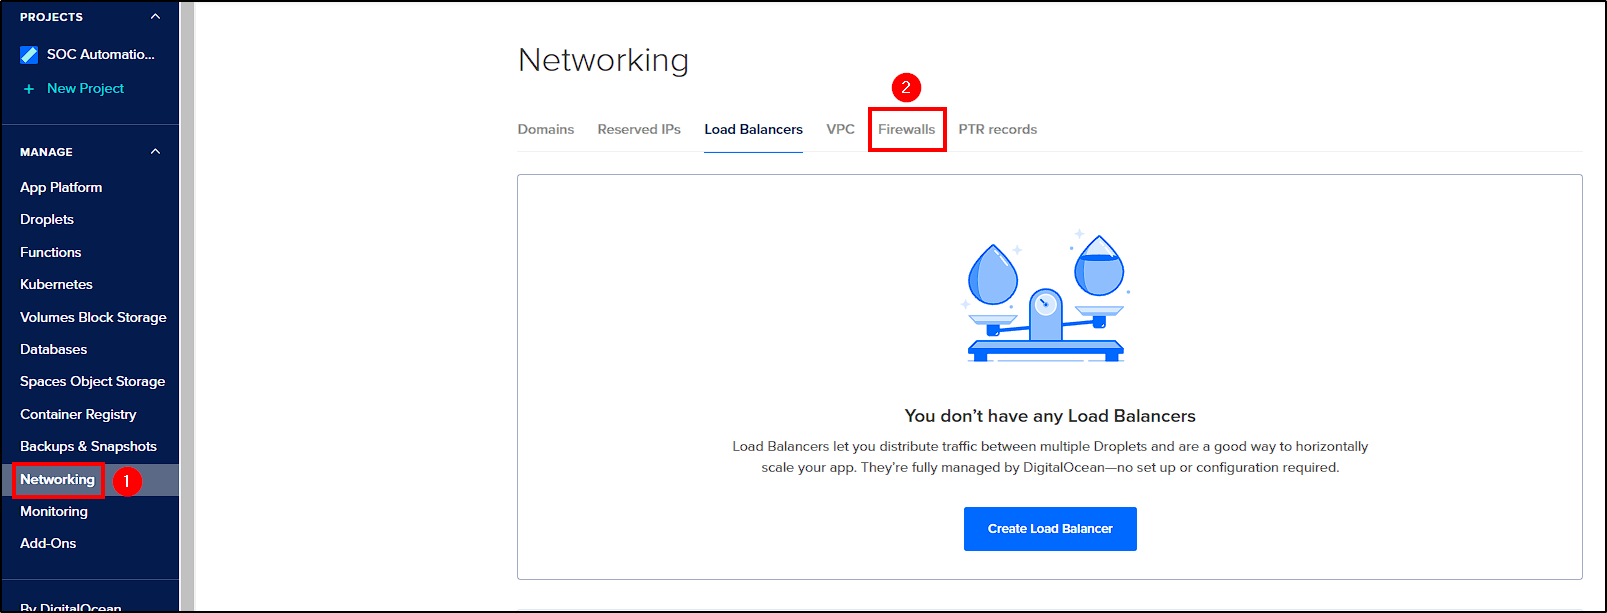 PROJECTS
SOC Automatio...
+ New Project
MANAGE
App Platform
Droplets
Functions
Kubernetes
Volumes Block Storage
Databases
Spaces Object Storage
Container Registry
Backups & Snapshots
Networking 1
Monitoring
Add-Ons
By DigitalOcean
Networking
2
Domains Reserved IPs Load Balancers VPC Firewalls PTR records
You don’t have any Load Balancers
Load Balancers let you distribute traffic between multiple Droplets and are a good way to horizontally
scale your app. They’re fully managed by DigitalOcean—no set up or configuration required.
Create Load Balancer